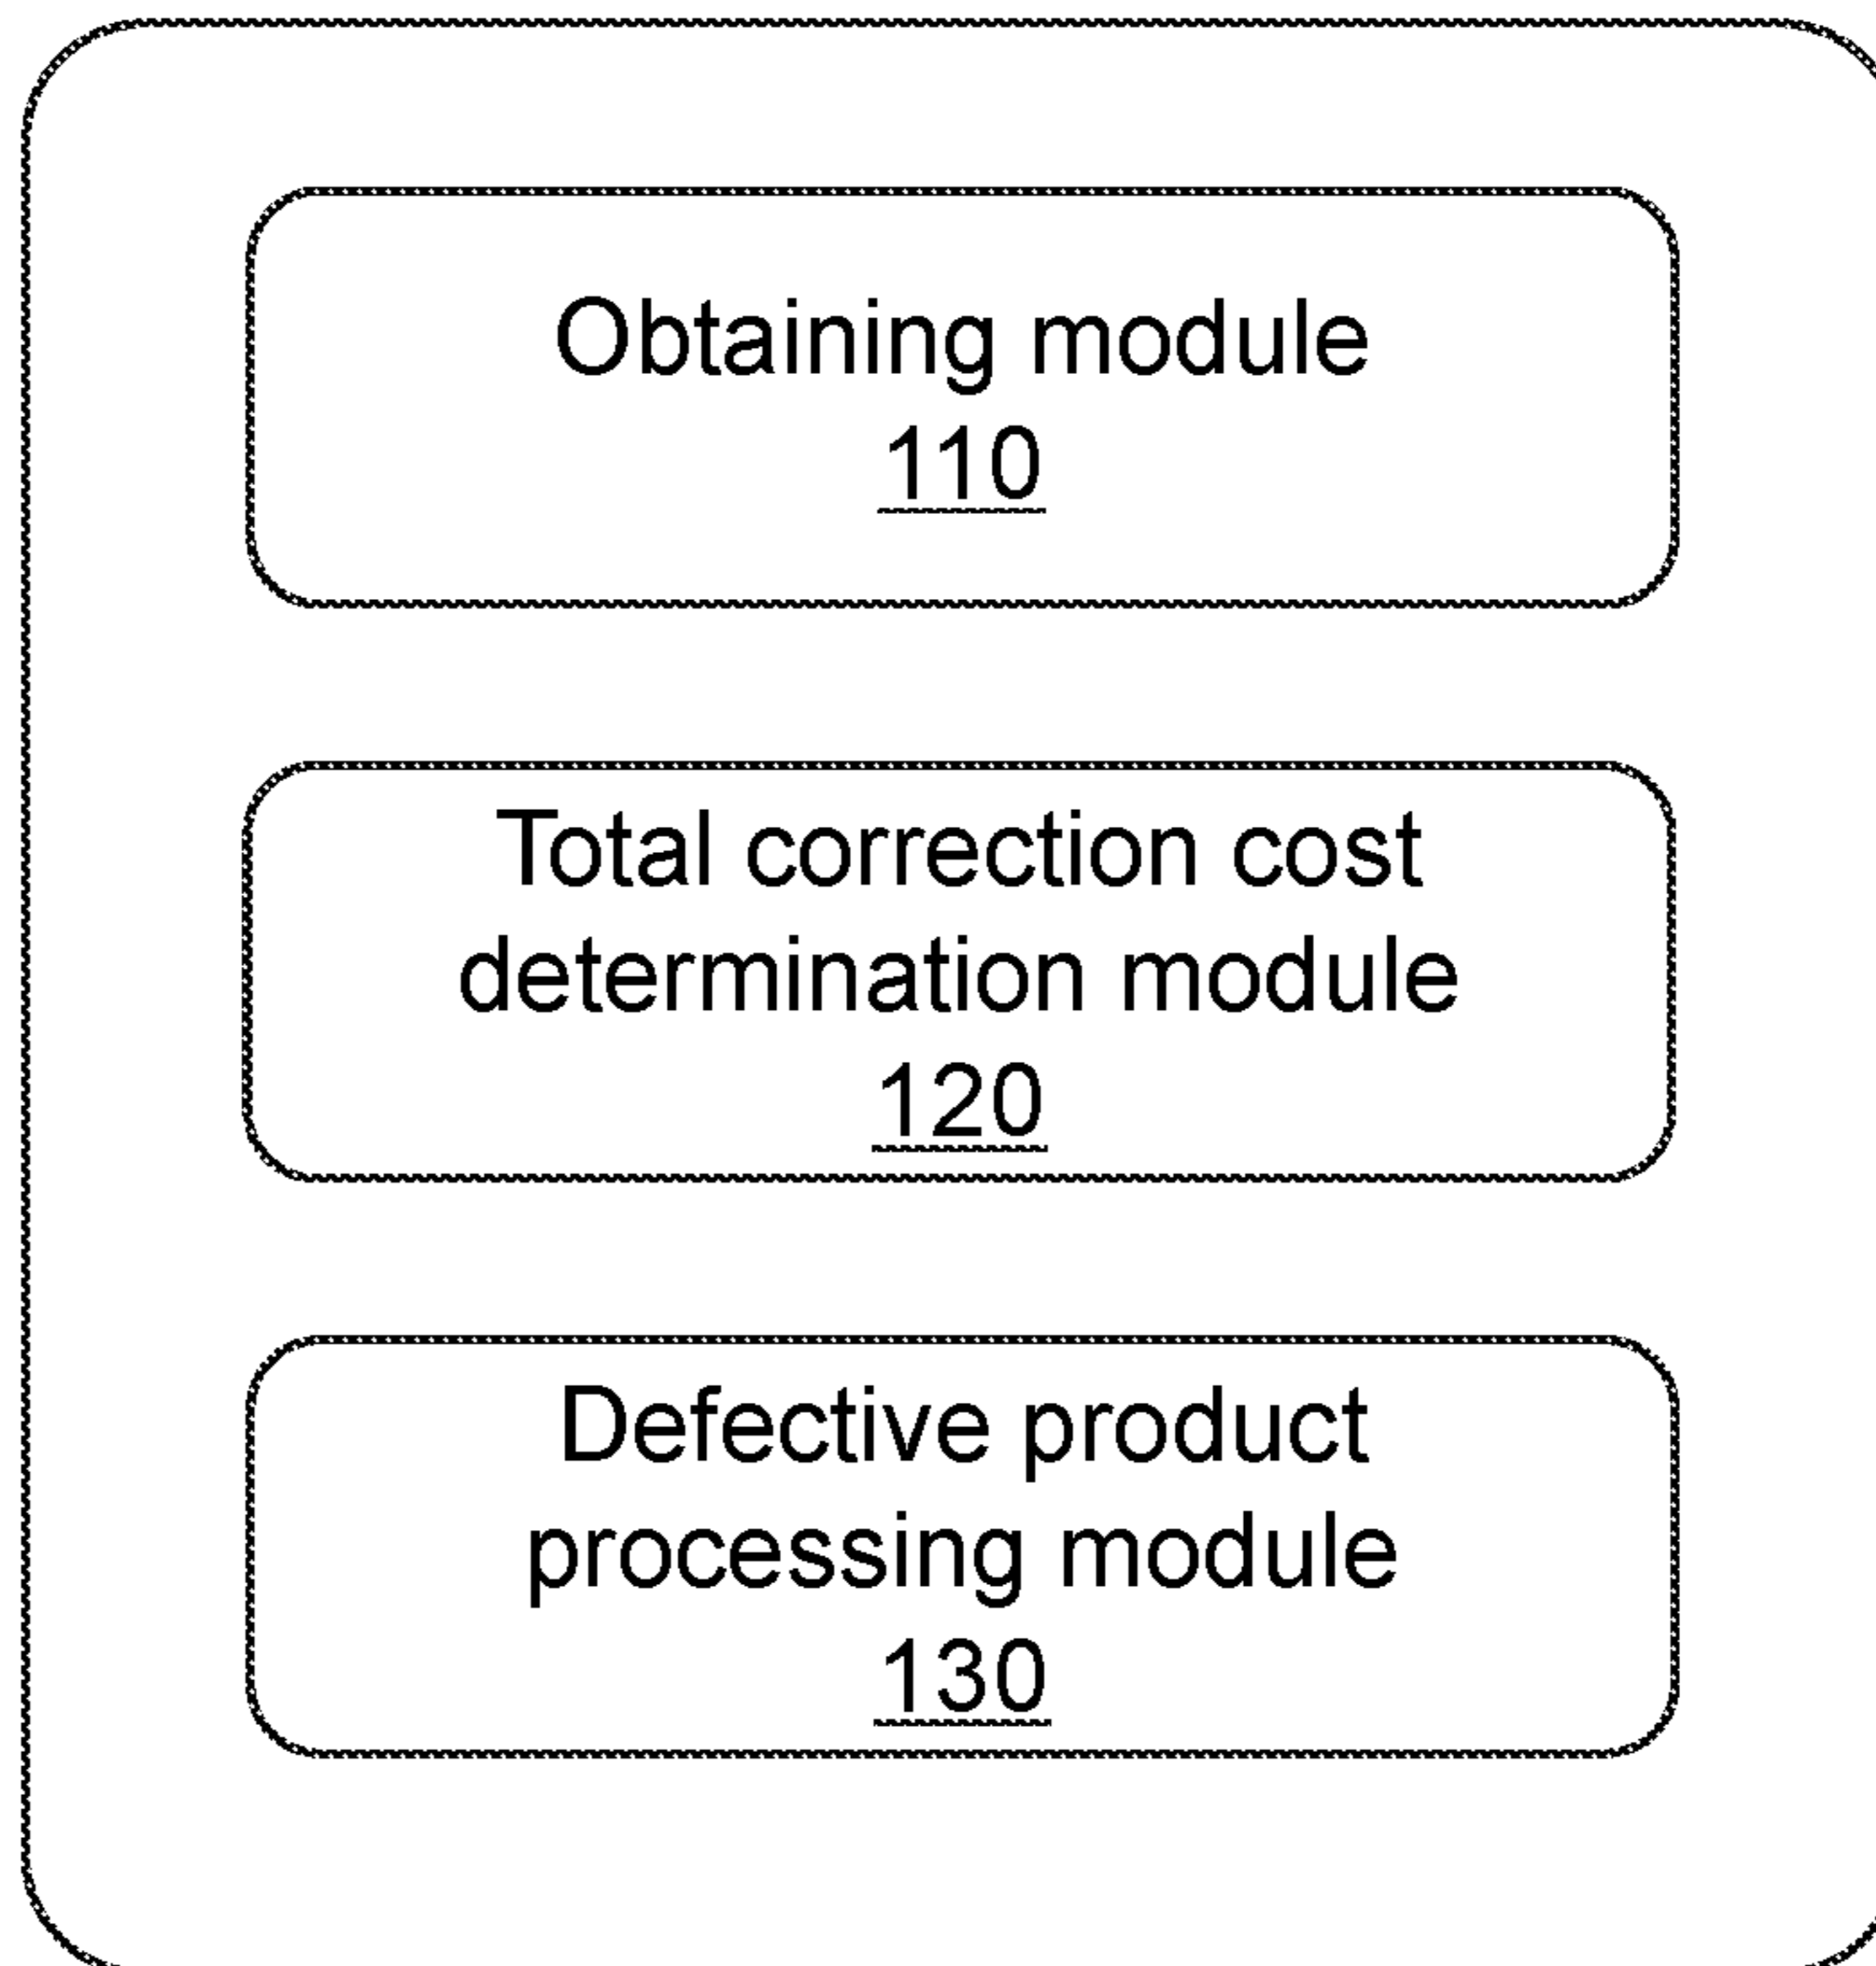 Obtaining module
110
Total correction cost
determination module
120
Defective product
processing module
130